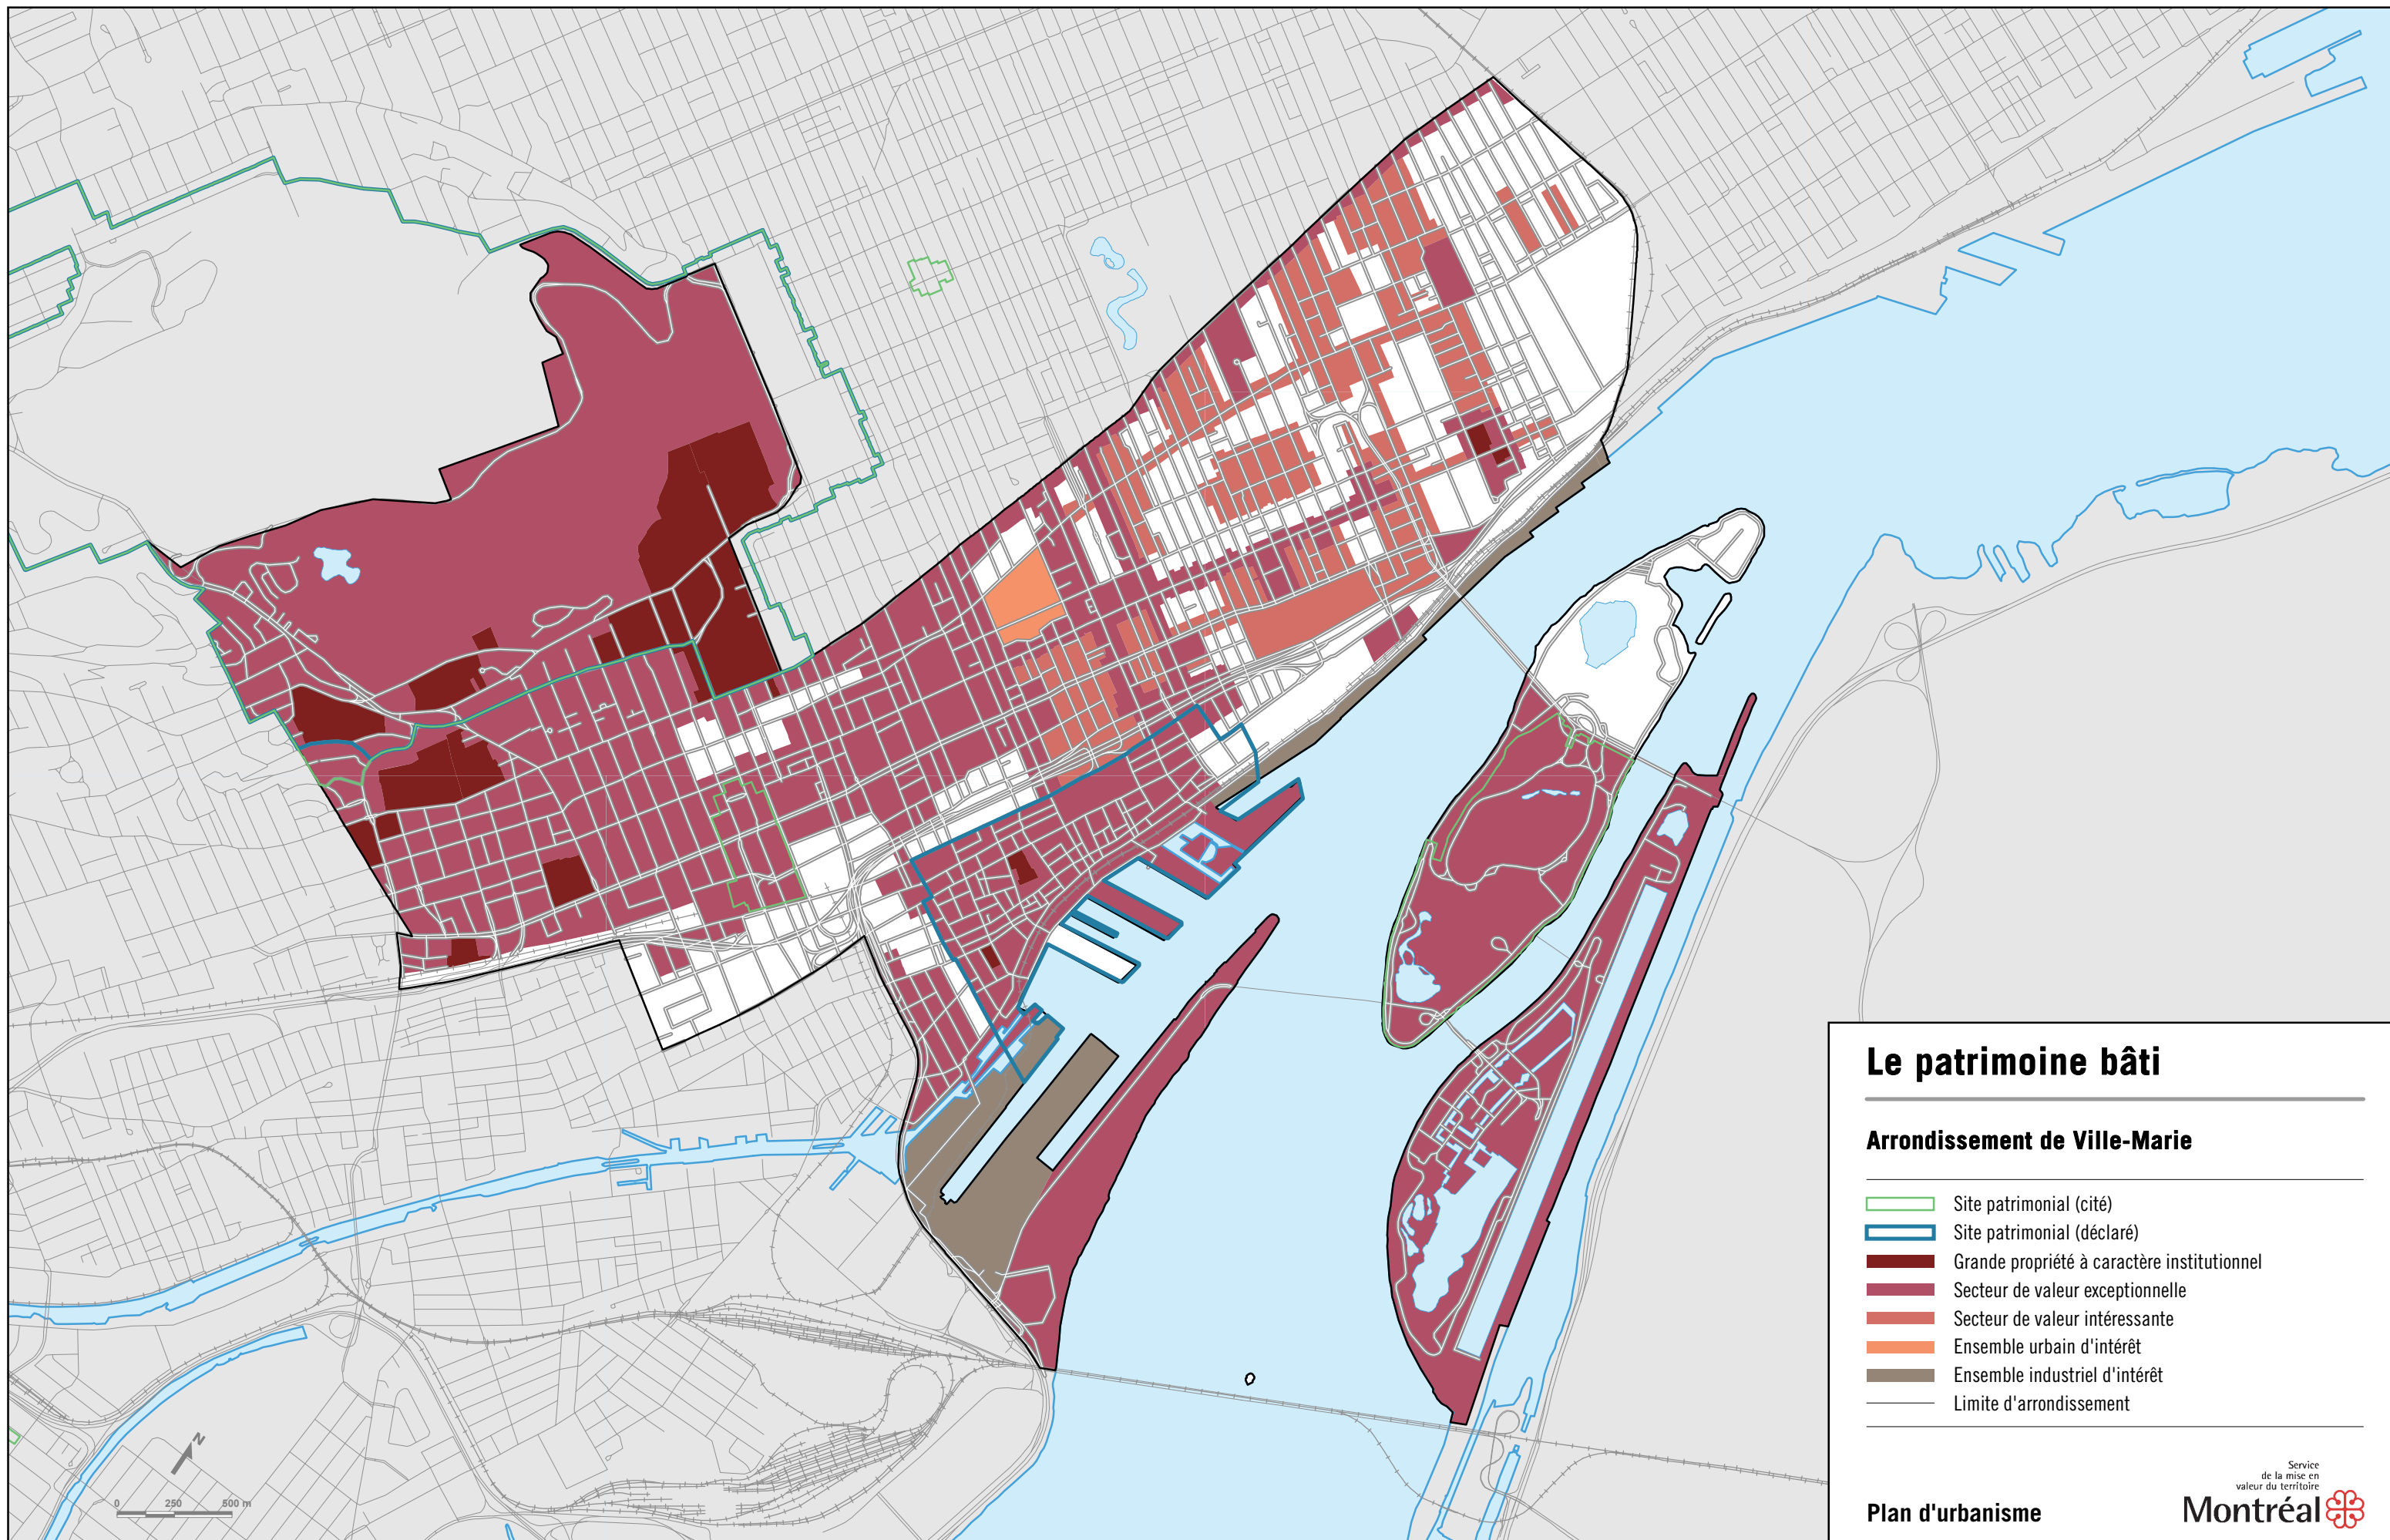 Le patrimoine bâti
Arrondissement de Ville-Marie
Site patrimonial (cité)
Site patrimonial (déclaré)
Grande propriété à caractère institutionnel
Secteur de valeur exceptionnelle
Secteur de valeur intéressante
Ensemble urbain d'intérêt
Ensemble industriel d'intérêt
Limite d'arrondissement
N
0 250 500 m
Service
de la mise en
valeur du territoire
Plan d'urbanisme
Montréal